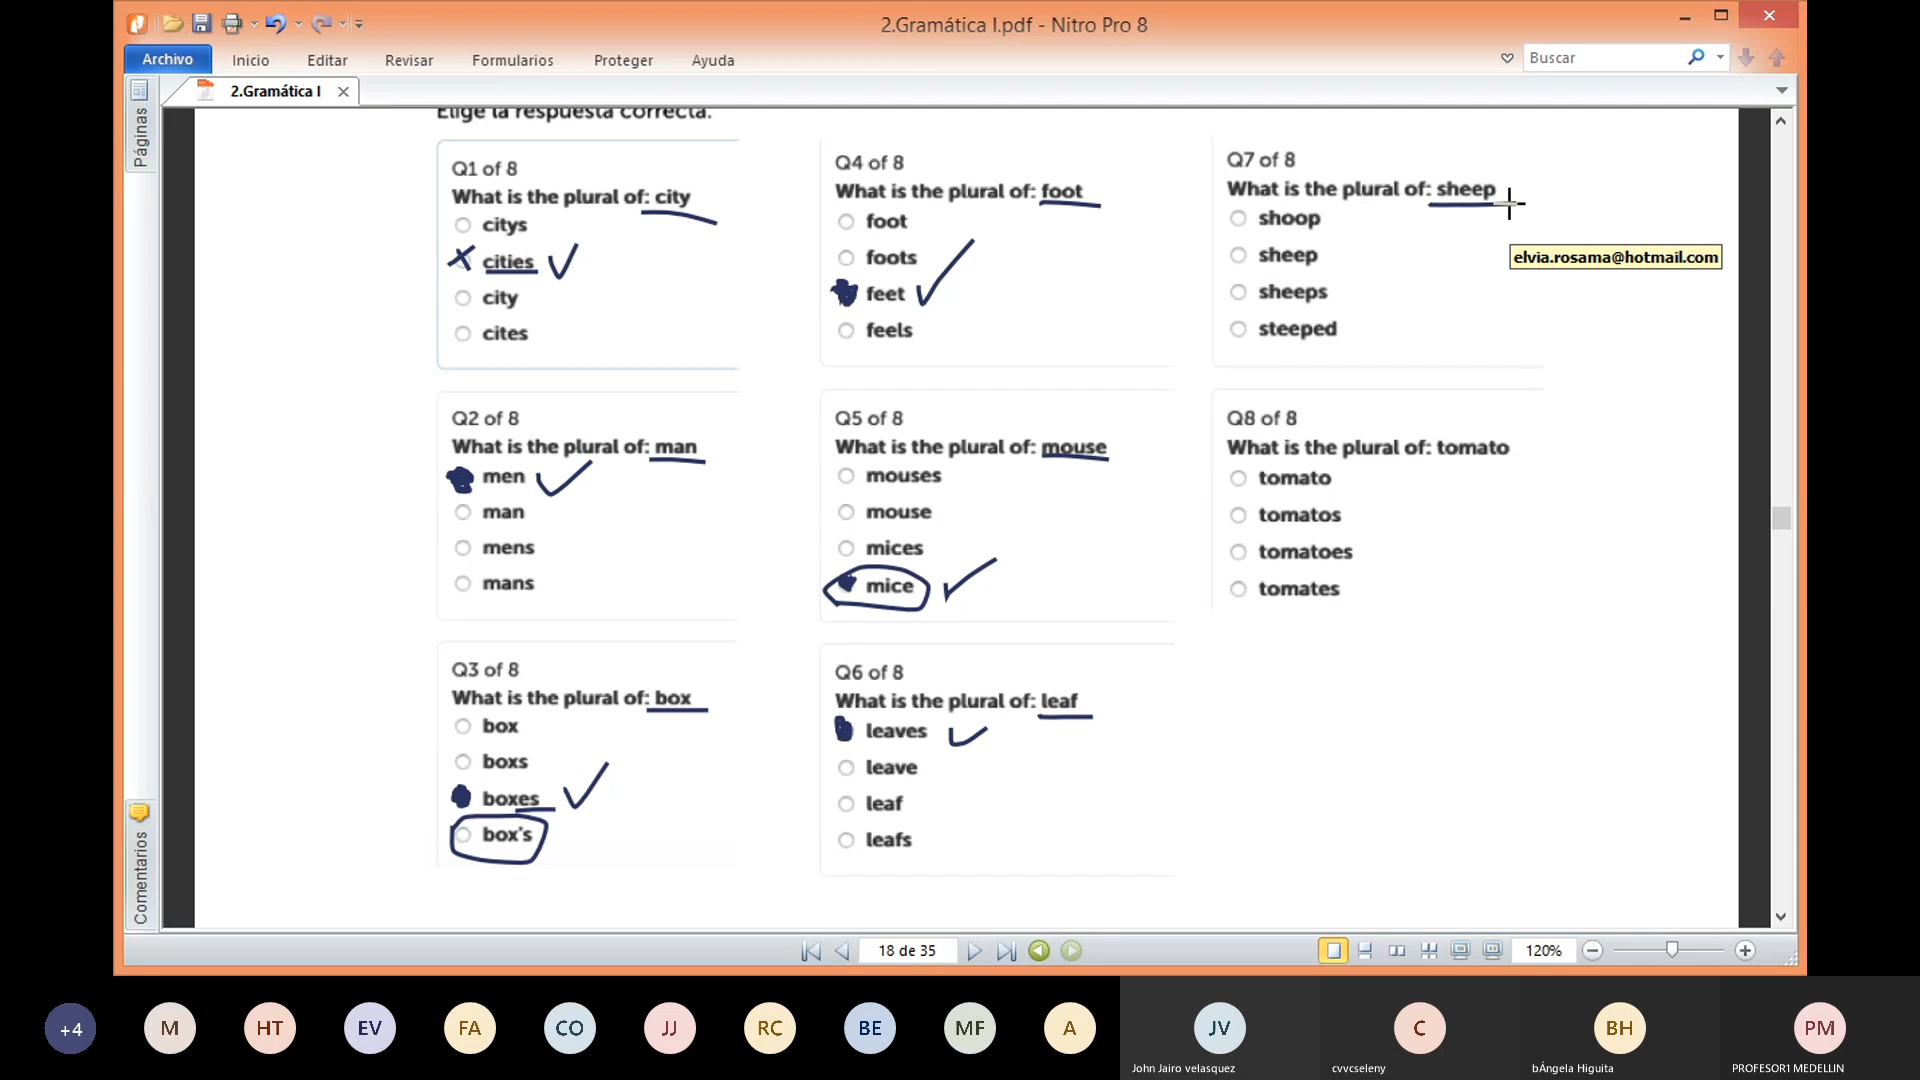 2.Gramática I.pdf - Nitro Pro 8
Archivo
Inicio
Editar
Revisar
Formularios
Proteger
Ayuda
Buscar
2.Gramática I
Páginas
Comentarios
Elige la respuesta correcta.
Q1 of 8
What is the plural of: city
citys
cities
city
cites
Q2 of 8
What is the plural of: man
men
man
mens
mans
Q3 of 8
What is the plural of: box
box
boxs
boxes
box's
Q4 of 8
What is the plural of: foot
foot
foots
feet
feels
Q5 of 8
What is the plural of: mouse
mouses
mouse
mices
mice
Q6 of 8
What is the plural of: leaf
leaves
leave
leaf
leafs
Q7 of 8
What is the plural of: sheep
shoop
sheep
sheeps
steeped
elvia.rosama@hotmail.com
Q8 of 8
What is the plural of: tomato
tomato
tomatos
tomatoes
tomates
18 de 35
120%
+4
M
HT
EV
FA
CO
JJ
RC
BE
MF
A
JV
C
BH
PM
John Jairo velasquez
cvvcseleny
bÁngela Higuita
PROFESOR1 MEDELLIN